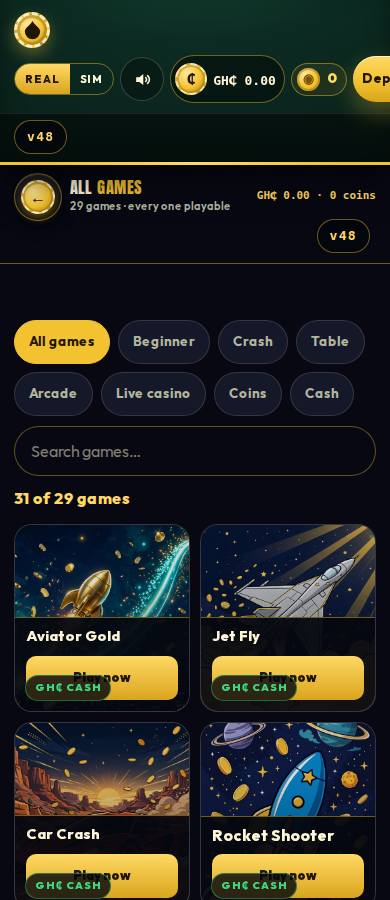 REAL SIM ₵ GH₵ 0.00 0 Dep
v48
← ALL GAMES
29 games · every one playable
GH₵ 0.00 · 0 coins
v48
All games Beginner Crash Table
Arcade Live casino Coins Cash
Search games...
31 of 29 games
Aviator Gold Jet Fly
Play now Play now
GH₵ CASH GH₵ CASH
Car Crash Rocket Shooter
Play now Play now
GH₵ CASH GH₵ CASH